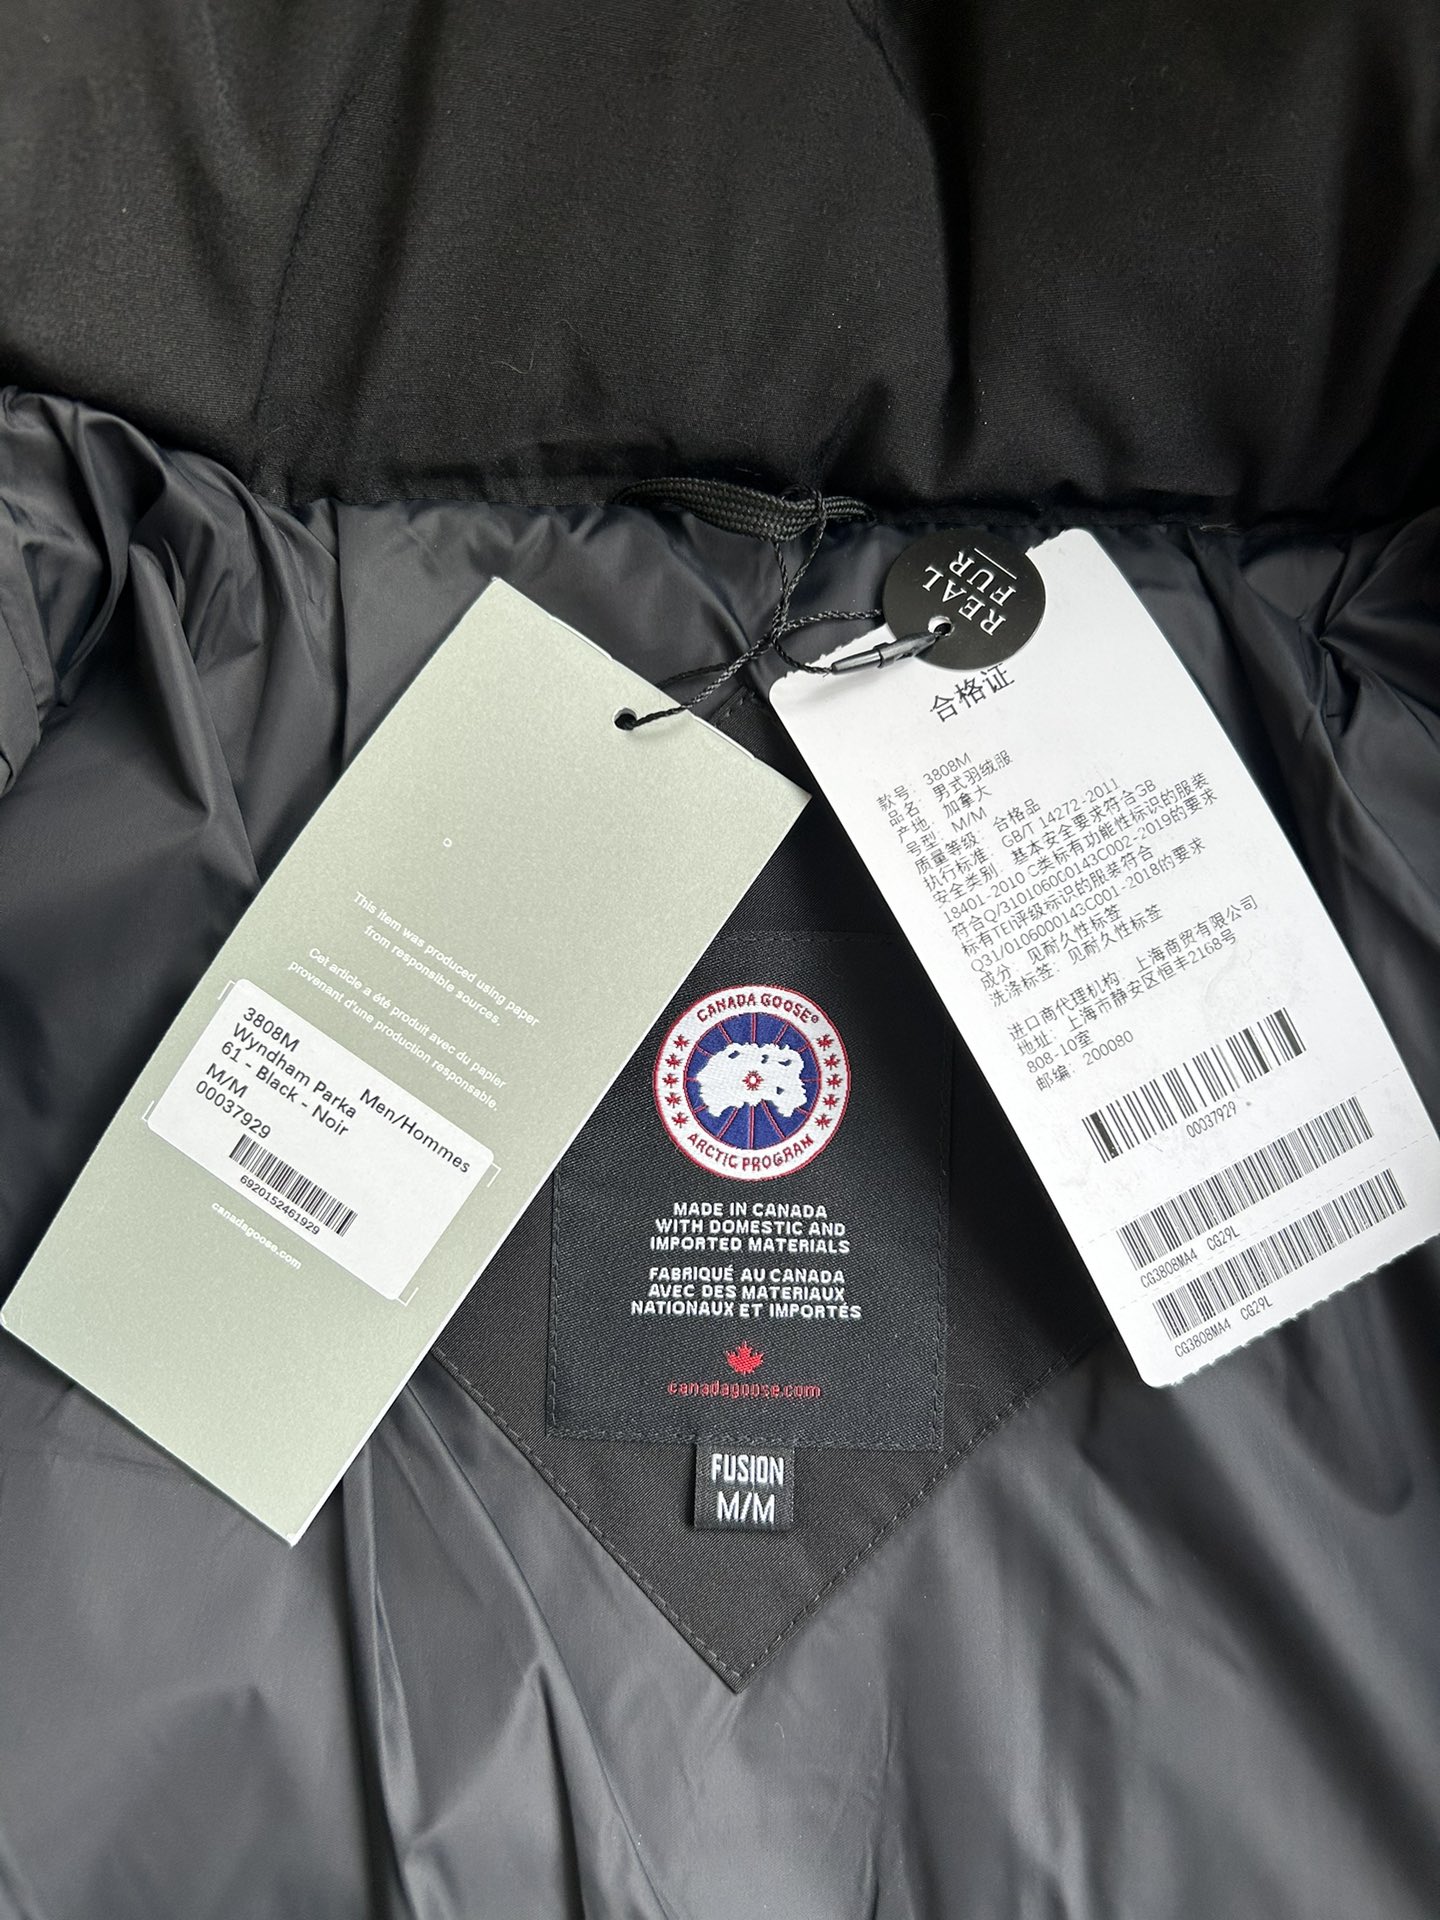 REAL
FUR
合格证
款号: 3808M
品名: 男式羽绒服
产地: 加拿大
号型: M/M
质量等级: 合格品
执行标准: GB/T 14272-2011
安全类别: 基本安全要求符合GB
18401-2010 C类标有功能性标识的服装
符合Q/3101060C0143C002-2019的要求
标有TEI评级标识的服装符合
Q31/0106000143C001-2018的要求
成分: 见耐久性标签
洗涤标签: 见耐久性标签
进口商代理机构: 上海商贸有限公司
地址: 上海市静安区恒丰2168号
808-10室
邮编: 200080
00037929
CG3808MA4 CG29L
CG3808MA4 CG29L
This item was produced using paper
from responsible sources.
Cet article a été produit avec du papier
provenant d'une production responsable.
3808M
Wyndham Parka Men/Hommes
61 - Black - Noir
M/M
00037929
6920152461929
canadagoose.com
CANADA GOOSE®
ARCTIC PROGRAM
MADE IN CANADA
WITH DOMESTIC AND
IMPORTED MATERIALS
FABRIQUÉ AU CANADA
AVEC DES MATERIAUX
NATIONAUX ET IMPORTÉS
canadagoose.com
FUSION
M/M